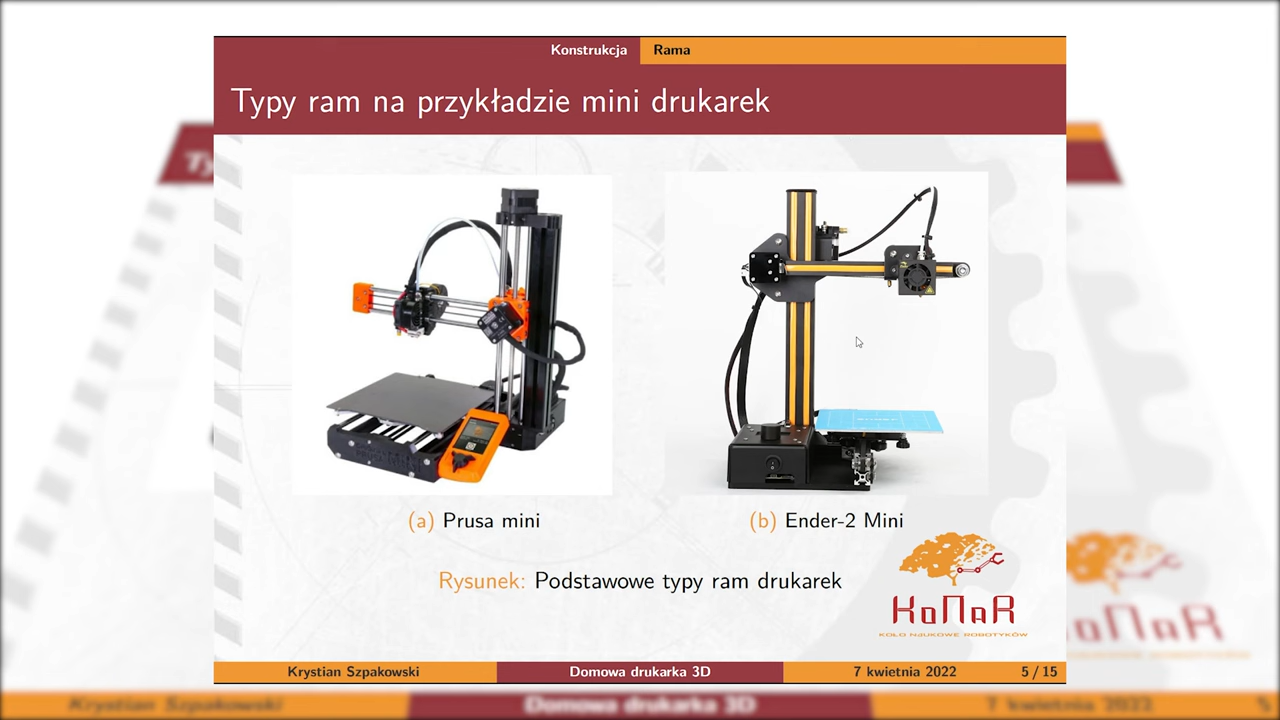 Konstrukcja Rama
Typy ram na przykładzie mini drukarek
(a) Prusa mini
(b) Ender-2 Mini
Rysunek: Podstawowe typy ram drukarek
KoNaR
KOŁO NAUKOWE ROBOTYKÓW
Krystian Szpakowski Domowa drukarka 3D 7 kwietnia 2022 5 / 15